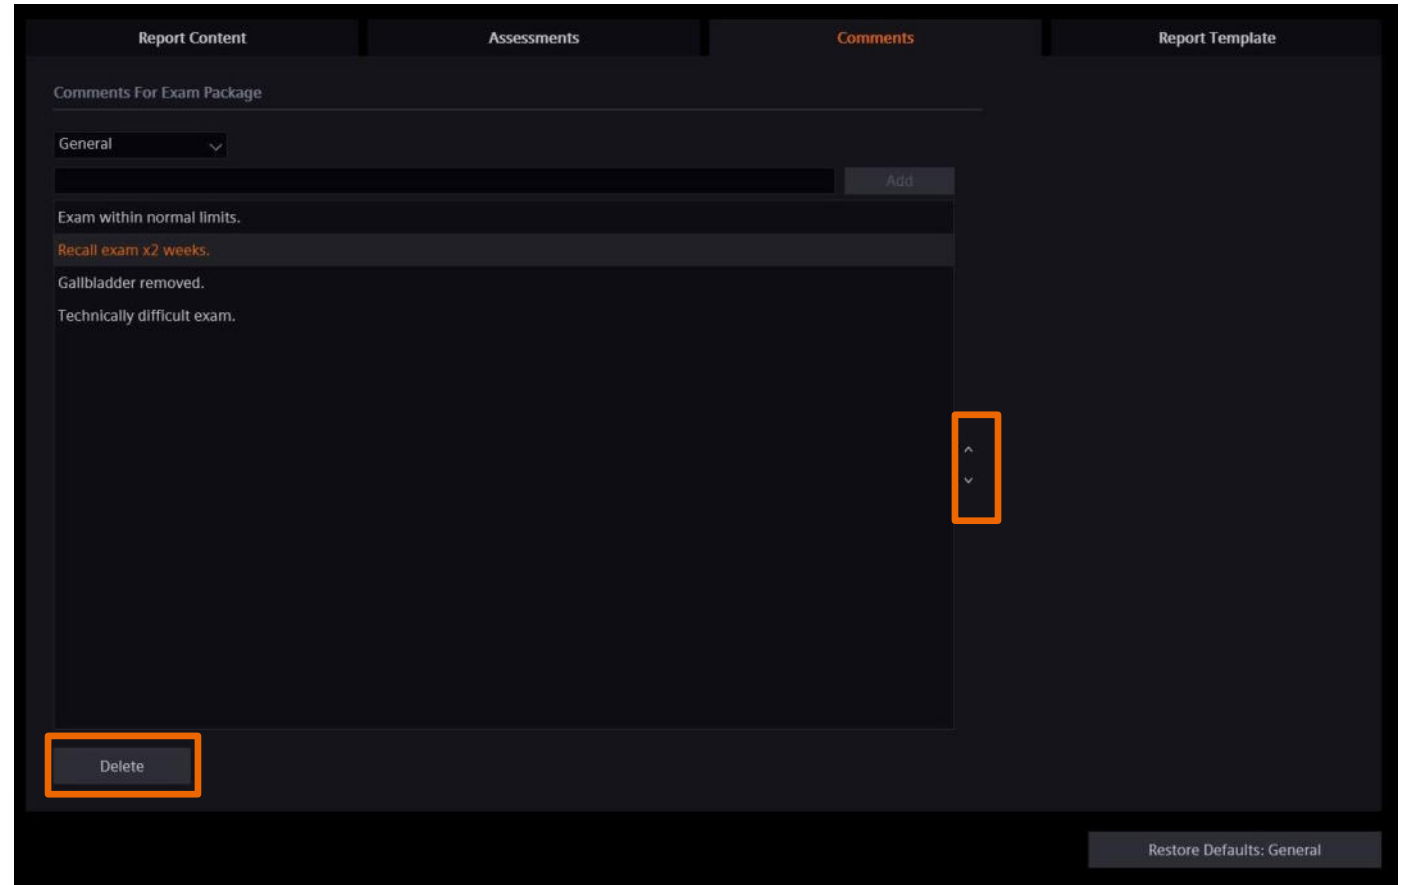 Report Content Assessments Comments Report Template
Comments For Exam Package
General
Add
Exam within normal limits.
Recall exam x2 weeks.
Gallbladder removed.
Technically difficult exam.
Delete
Restore Defaults: General